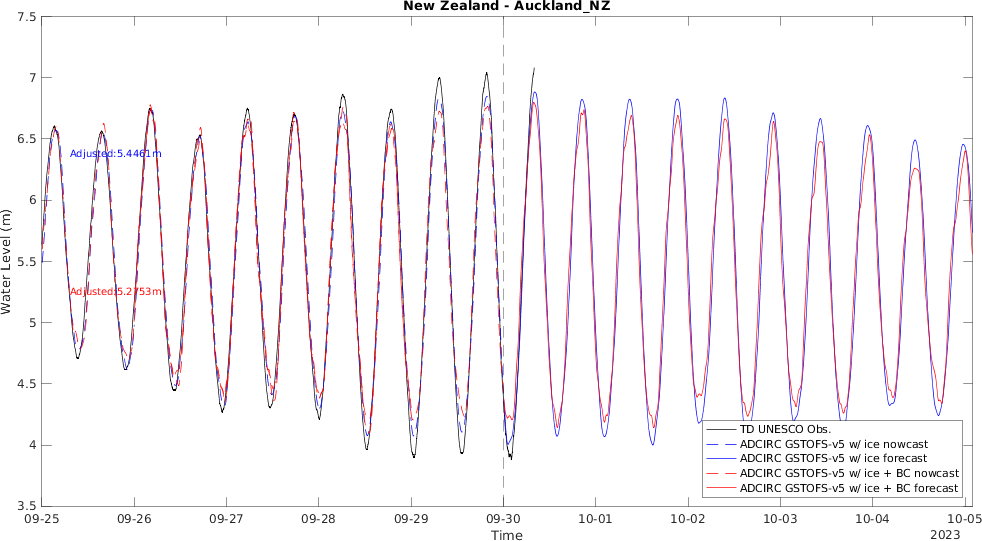 New Zealand - Auckland_NZ
7.5
7
6.5
6
5.5
5
4.5
4
3.5
Water Level (m)
Adjusted:5.4461m
Adjusted:5.2753m
TD UNESCO Obs.
ADCIRC GSTOFS-v5 w/ ice nowcast
ADCIRC GSTOFS-v5 w/ ice forecast
ADCIRC GSTOFS-v5 w/ ice + BC nowcast
ADCIRC GSTOFS-v5 w/ ice + BC forecast
09-25 09-26 09-27 09-28 09-29 09-30 10-01 10-02 10-03 10-04 10-05
Time
2023